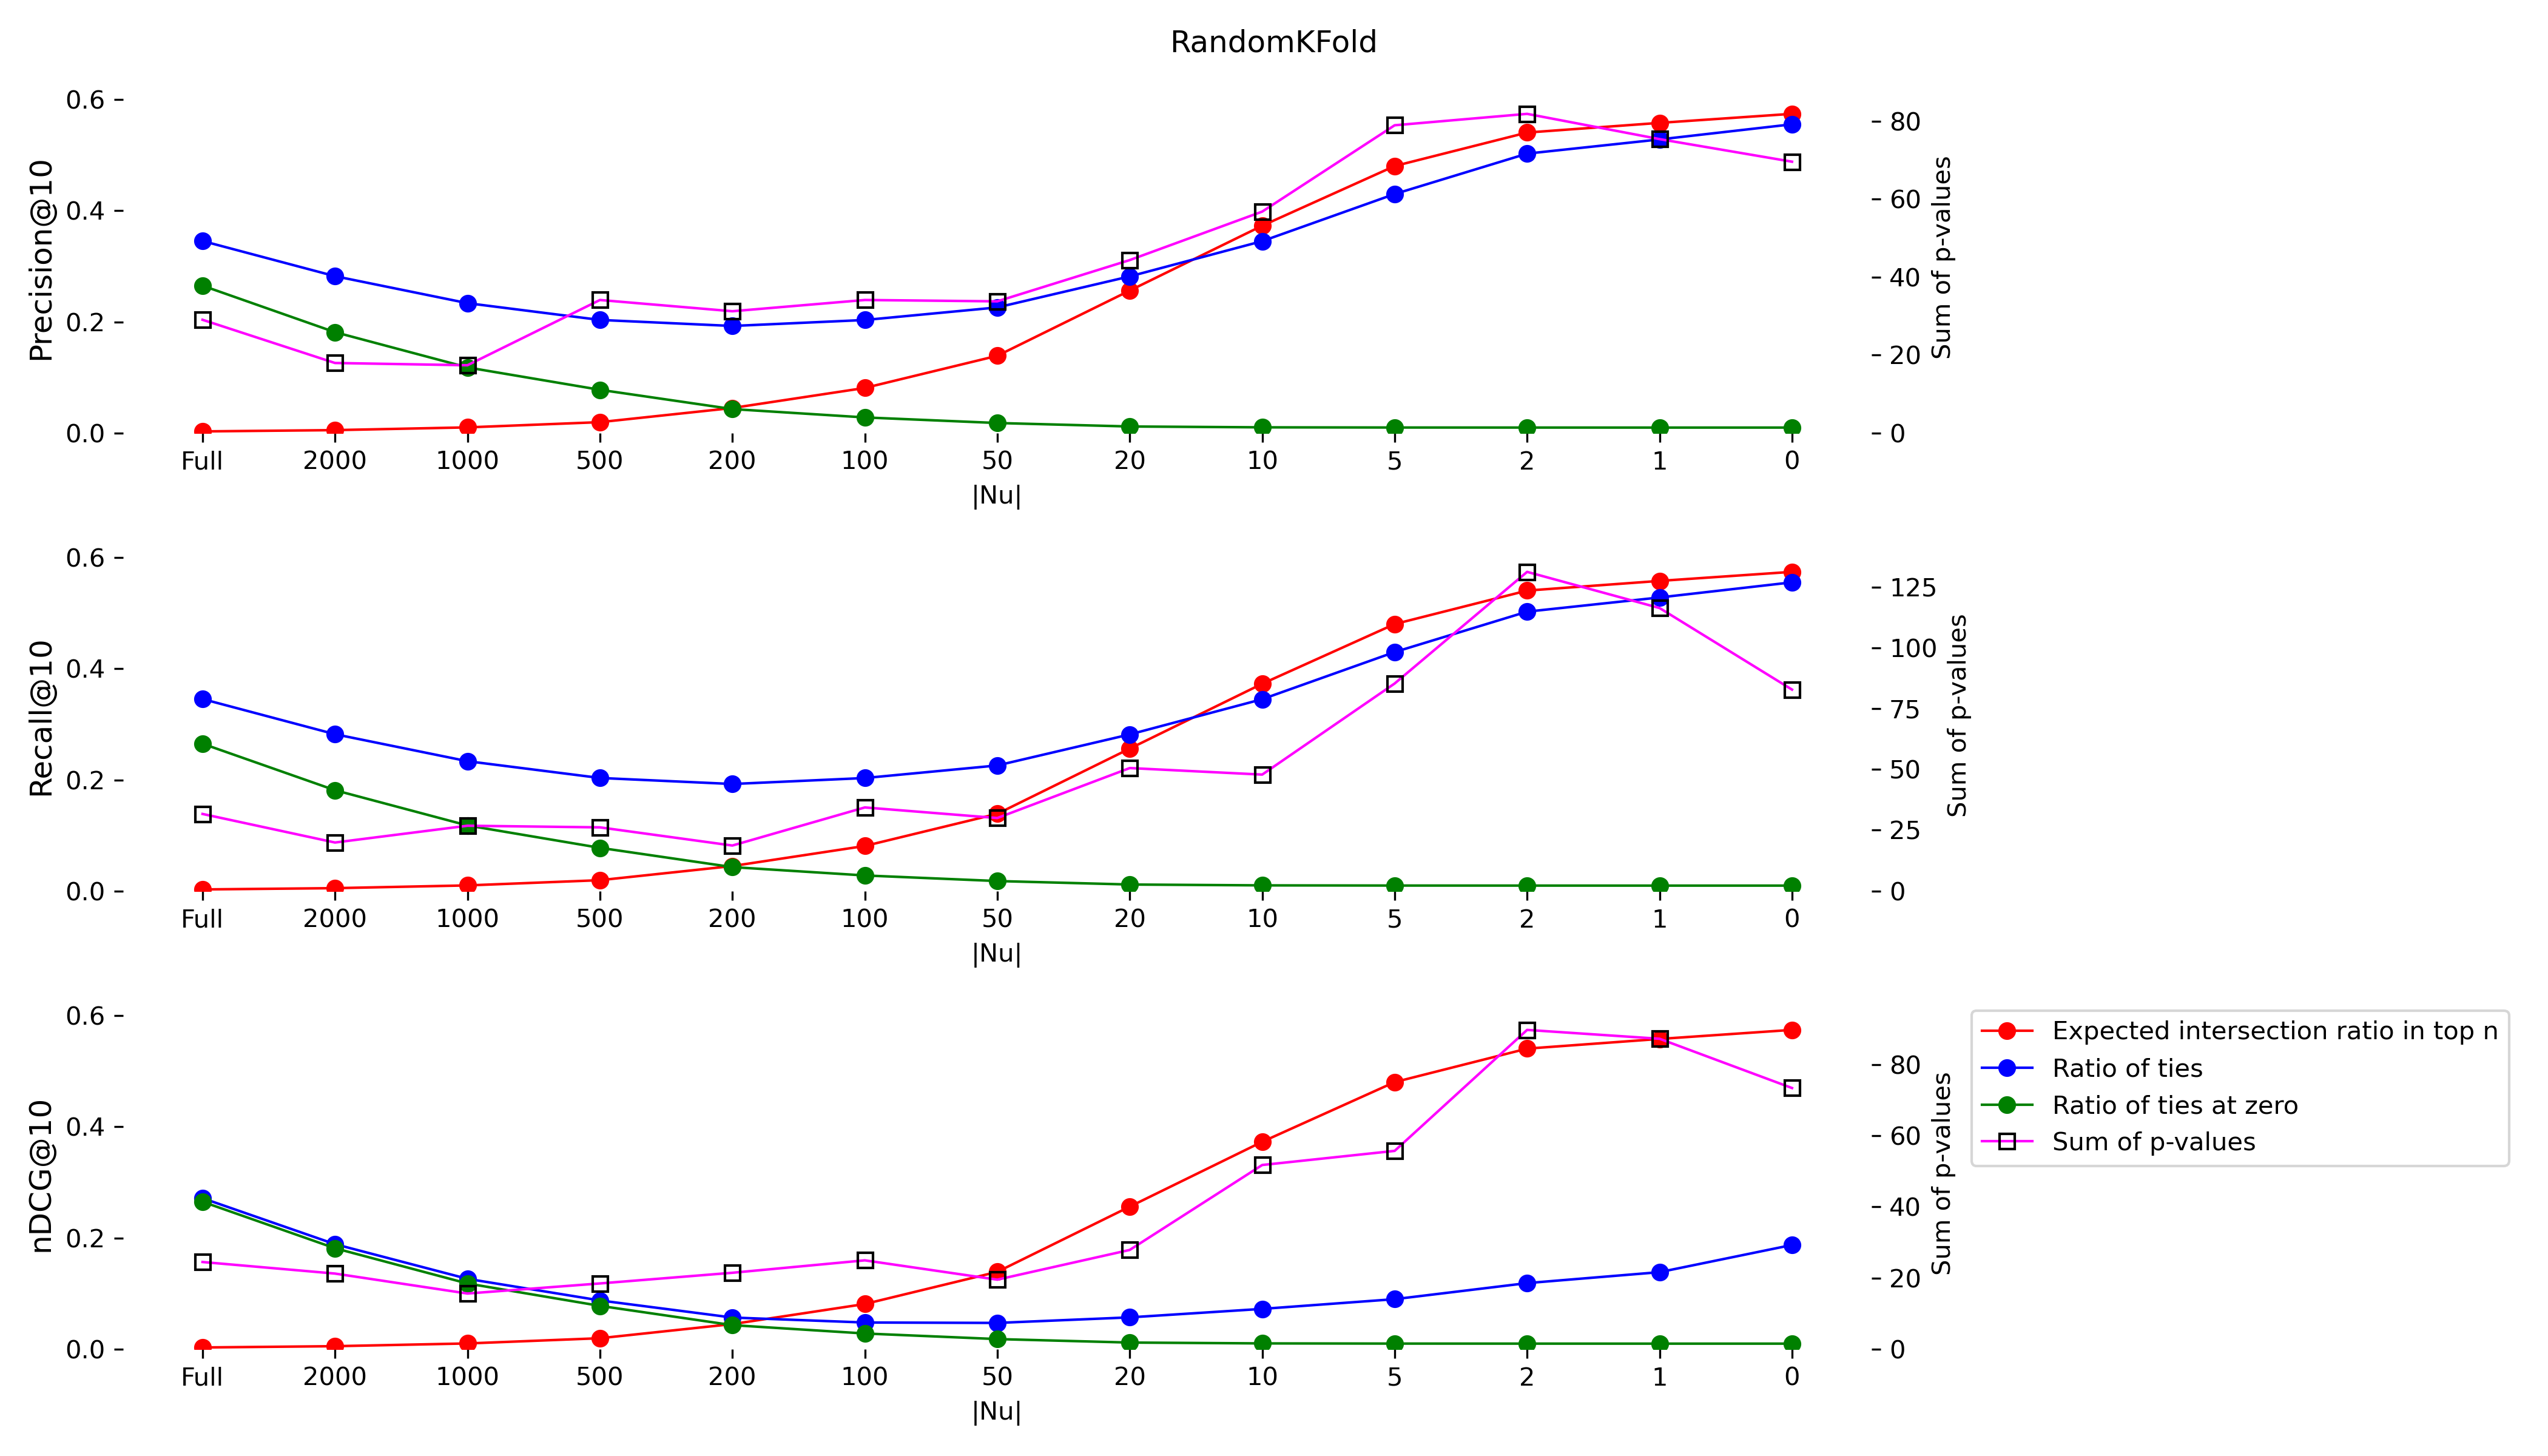 RandomKFold
Precision@10
0.6
0.4
0.2
0.0
80
60
40
20
0
Sum of p-values
Full 2000 1000 500 200 100 50 20 10 5 2 1 0
|Nu|
Recall@10
0.6
0.4
0.2
0.0
125
100
75
50
25
0
Sum of p-values
Full 2000 1000 500 200 100 50 20 10 5 2 1 0
|Nu|
nDCG@10
0.6
0.4
0.2
0.0
80
60
40
20
0
Sum of p-values
Full 2000 1000 500 200 100 50 20 10 5 2 1 0
|Nu|
Expected intersection ratio in top n
Ratio of ties
Ratio of ties at zero
Sum of p-values